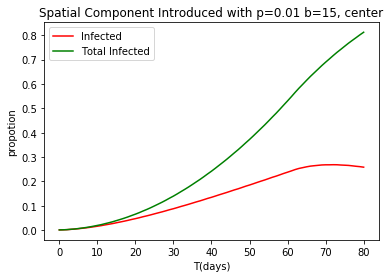 Spatial Component Introduced with p=0.01 b=15, center
Infected
Total Infected
propotion
0.8
0.7
0.6
0.5
0.4
0.3
0.2
0.1
0.0
0 10 20 30 40 50 60 70 80
T(days)